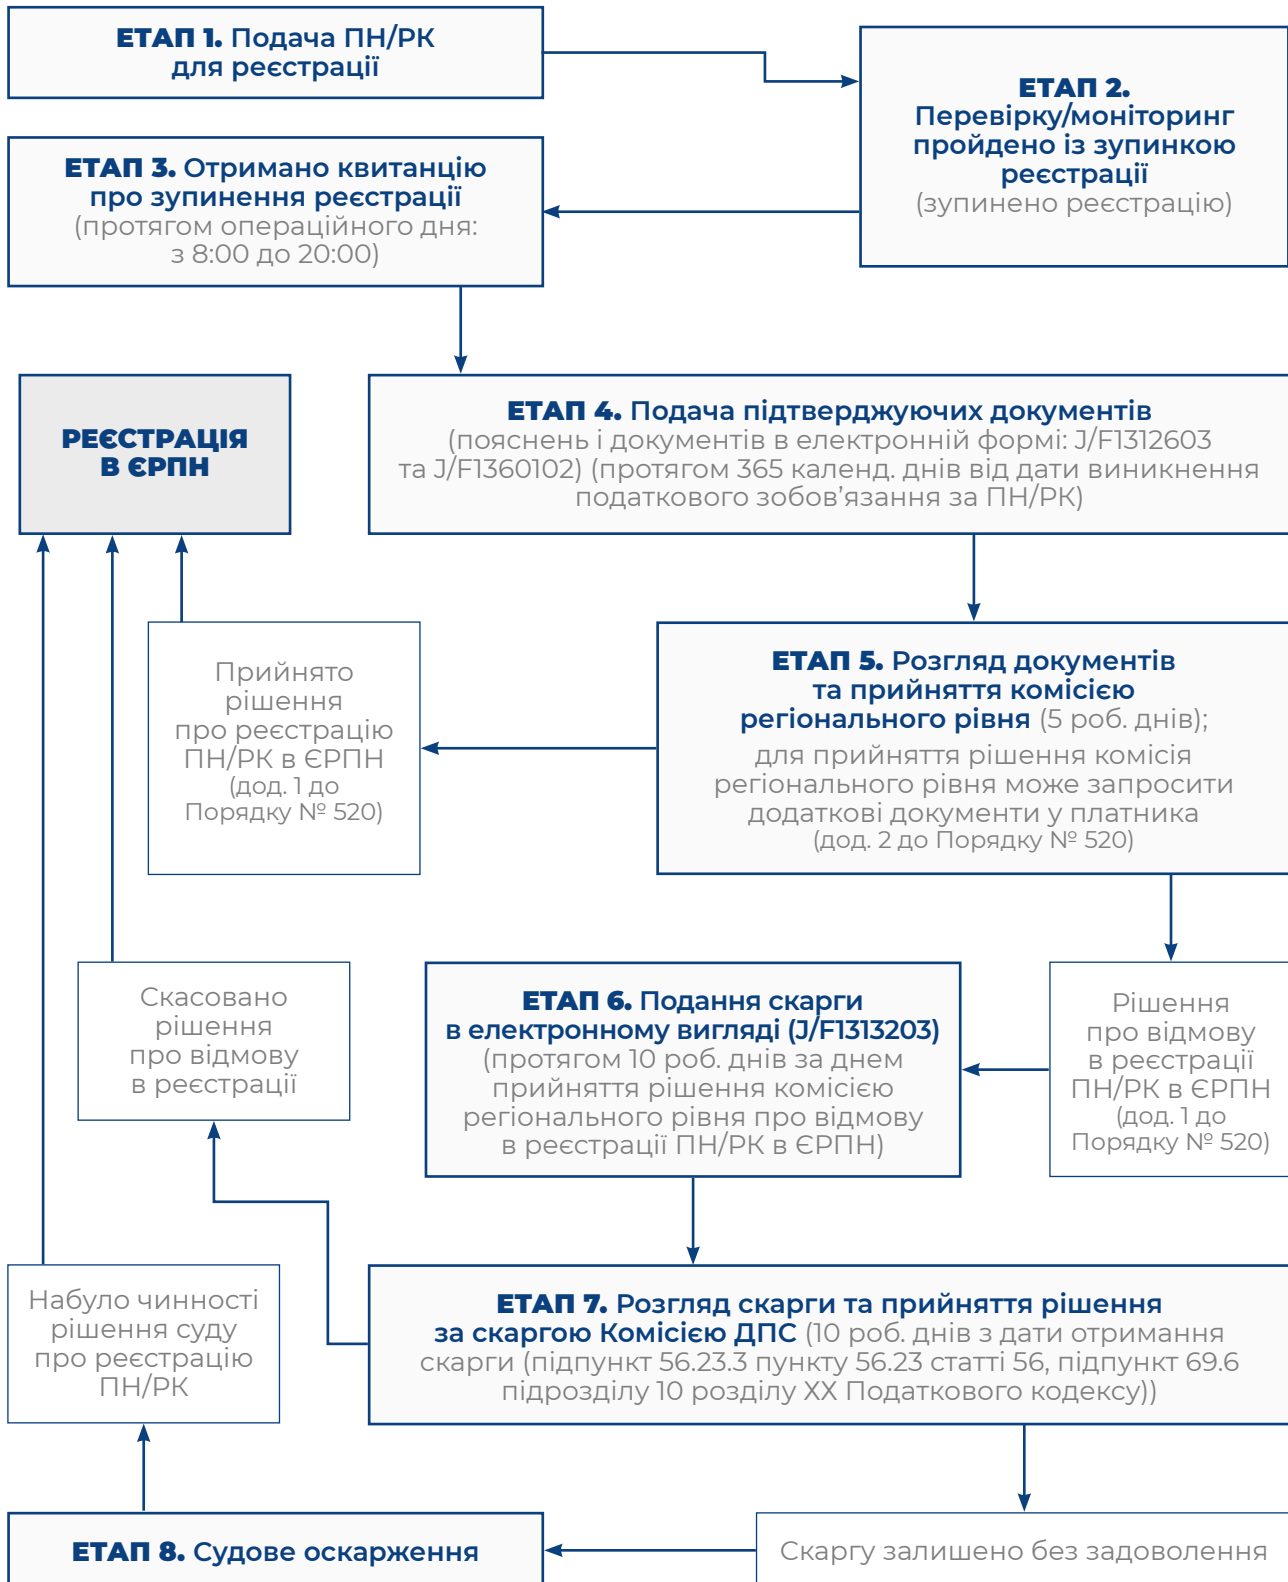 ЕТАП 1. Подача ПН/РК
для реєстрації
ЕТАП 2.
Перевірку/моніторинг
пройдено із зупинкою
реєстрації
(зупинено реєстрацію)
ЕТАП 3. Отримано квитанцію
про зупинення реєстрації
(протягом операційного дня:
з 8:00 до 20:00)
РЕЄСТРАЦІЯ
В ЄРПН
ЕТАП 4. Подача підтверджуючих документів
(пояснень і документів в електронній формі: J/F1312603
та J/F1360102) (протягом 365 календ. днів від дати виникнення
податкового зобов’язання за ПН/РК)
Прийнято
рішення
про реєстрацію
ПН/РК в ЄРПН
(дод. 1 до
Порядку № 520)
ЕТАП 5. Розгляд документів
та прийняття комісією
регіонального рівня (5 роб. днів);
для прийняття рішення комісія
регіонального рівня може запросити
додаткові документи у платника
(дод. 2 до Порядку № 520)
Скасовано
рішення
про відмову
в реєстрації
ЕТАП 6. Подання скарги
в електронному вигляді (J/F1313203)
(протягом 10 роб. днів за днем
прийняття рішення комісією
регіонального рівня про відмову
в реєстрації ПН/РК в ЄРПН)
Рішення
про відмову
в реєстрації
ПН/РК в ЄРПН
(дод. 1 до
Порядку № 520)
Набуло чинності
рішення суду
про реєстрацію
ПН/РК
ЕТАП 7. Розгляд скарги та прийняття рішення
за скаргою Комісією ДПС (10 роб. днів з дати отримання
скарги (підпункт 56.23.3 пункту 56.23 статті 56, підпункт 69.6
підрозділу 10 розділу ХХ Податкового кодексу))
ЕТАП 8. Судове оскарження
Скаргу залишено без задоволення